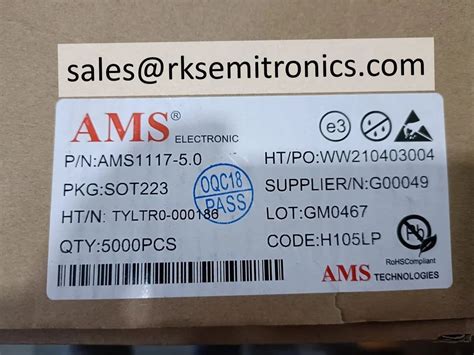 sales@rksemitronics.com
AMS® ELECTRONIC
e3
P/N:AMS1117-5.0
HT/PO:WW210403004
PKG:SOT223
OQC18
PASS
SUPPLIER/N:G00049
HT/N: TYLTR0-000186
LOT:GM0467
QTY:5000PCS
CODE:H105LP
Pb
RoHSCompliant
AMS TECHNOLOGIES